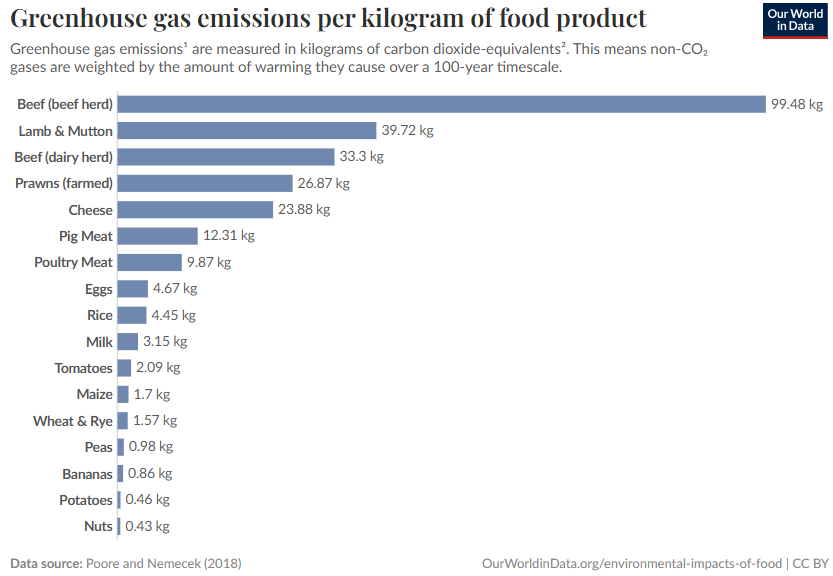 Greenhouse gas emissions per kilogram of food product
Our World
in Data
Greenhouse gas emissions¹ are measured in kilograms of carbon dioxide-equivalents². This means non-CO₂
gases are weighted by the amount of warming they cause over a 100-year timescale.
Beef (beef herd) 99.48 kg
Lamb & Mutton 39.72 kg
Beef (dairy herd) 33.3 kg
Prawns (farmed) 26.87 kg
Cheese 23.88 kg
Pig Meat 12.31 kg
Poultry Meat 9.87 kg
Eggs 4.67 kg
Rice 4.45 kg
Milk 3.15 kg
Tomatoes 2.09 kg
Maize 1.7 kg
Wheat & Rye 1.57 kg
Peas 0.98 kg
Bananas 0.86 kg
Potatoes 0.46 kg
Nuts 0.43 kg
Data source: Poore and Nemecek (2018)
OurWorldinData.org/environmental-impacts-of-food | CC BY